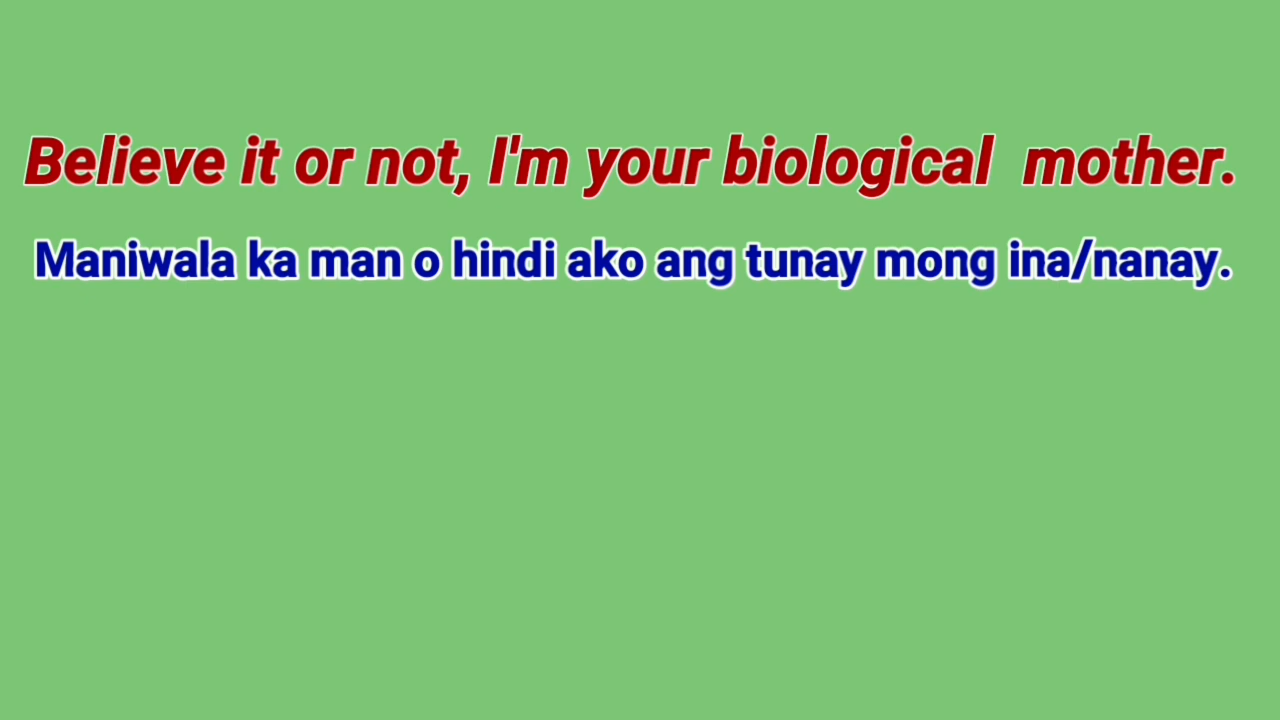 Believe it or not, I'm your biological  mother.
Maniwala ka man o hindi ako ang tunay mong ina/nanay.